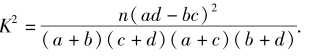 K² = n(ad − bc)² / (a + b)(c + d)(a + c)(b + d).